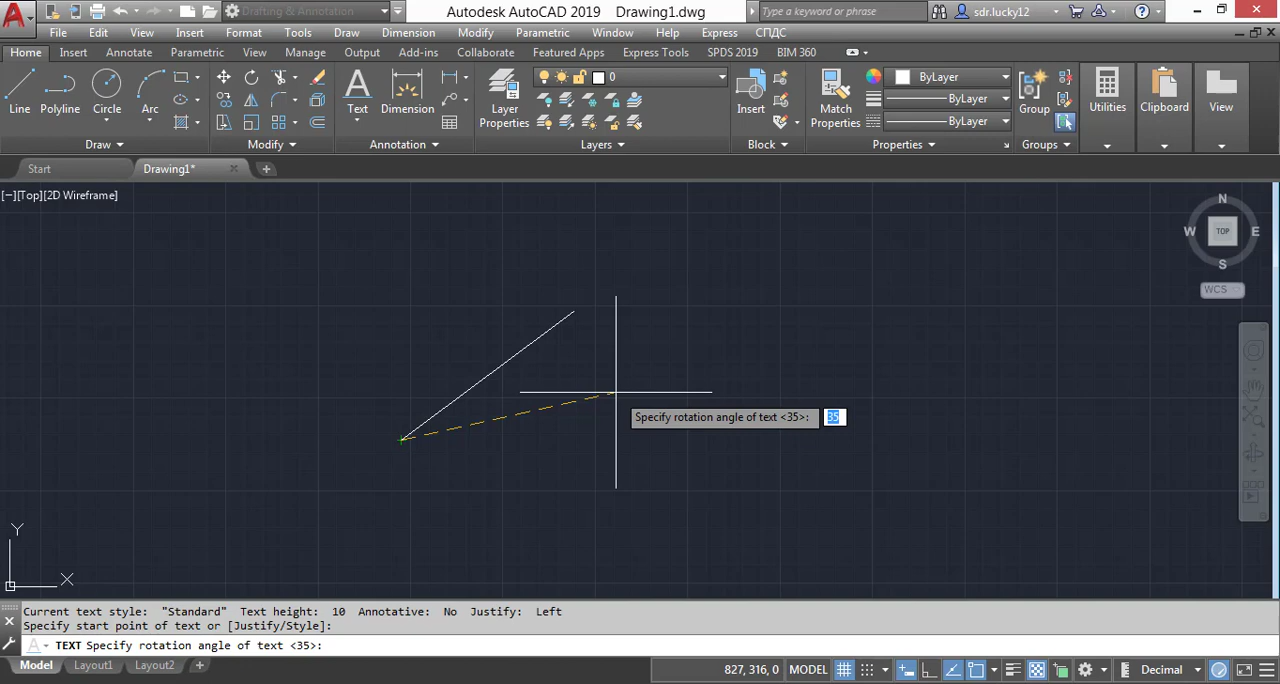 Autodesk AutoCAD 2019 Drawing1.dwg
Drafting & Annotation
Type a keyword or phrase
sdr.lucky12
File Edit View Insert Format Tools Draw Dimension Modify Parametric Window Help Express СПДС
Home Insert Annotate Parametric View Manage Output Add-ins Collaborate Featured Apps Express Tools SPDS 2019 BIM 360
Line Polyline Circle Arc
Text Dimension
Layer Properties
0
Insert
Match Properties
ByLayer
ByLayer
ByLayer
Group
Utilities
Clipboard
View
Draw Modify Annotation Layers Block Properties Groups
Start Drawing1*
[−][Top][2D Wireframe]
N
W TOP E
S
WCS
Specify rotation angle of text <35>: 35
Y
X
Current text style: "Standard" Text height: 10 Annotative: No Justify: Left
Specify start point of text or [Justify/Style]:
TEXT Specify rotation angle of text <35>:
Model Layout1 Layout2 +
827, 316, 0 MODEL Decimal